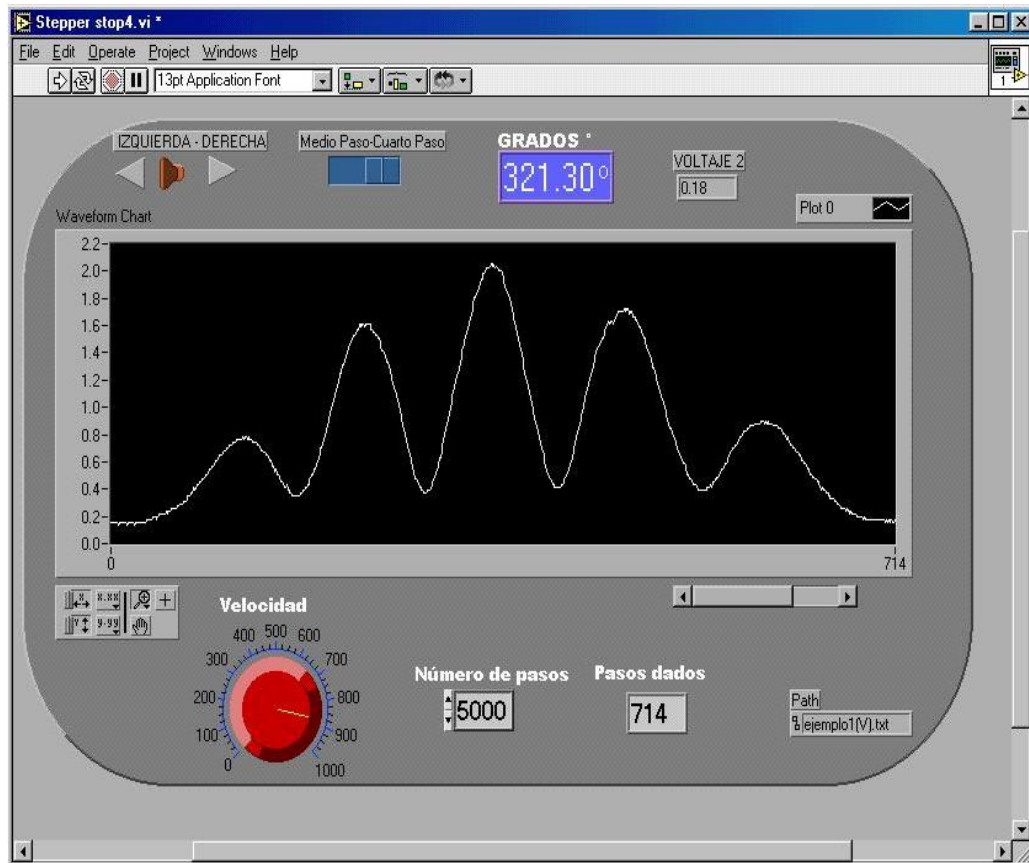 Stepper stop4.vi *
File Edit Operate Project Windows Help
13pt Application Font
1
IZQUIERDA - DERECHA
Medio Paso-Cuarto Paso
GRADOS °
321.30°
VOLTAJE 2
0.18
Plot 0
Waveform Chart
2.2
2.0
1.8
1.6
1.4
1.2
1.0
0.8
0.6
0.4
0.2
0.0
0 714
X X.XX
Y Y.YY
Velocidad
0 100 200 300 400 500 600 700 800 900 1000
Número de pasos
5000
Pasos dados
714
Path
ejemplo1(V).txt